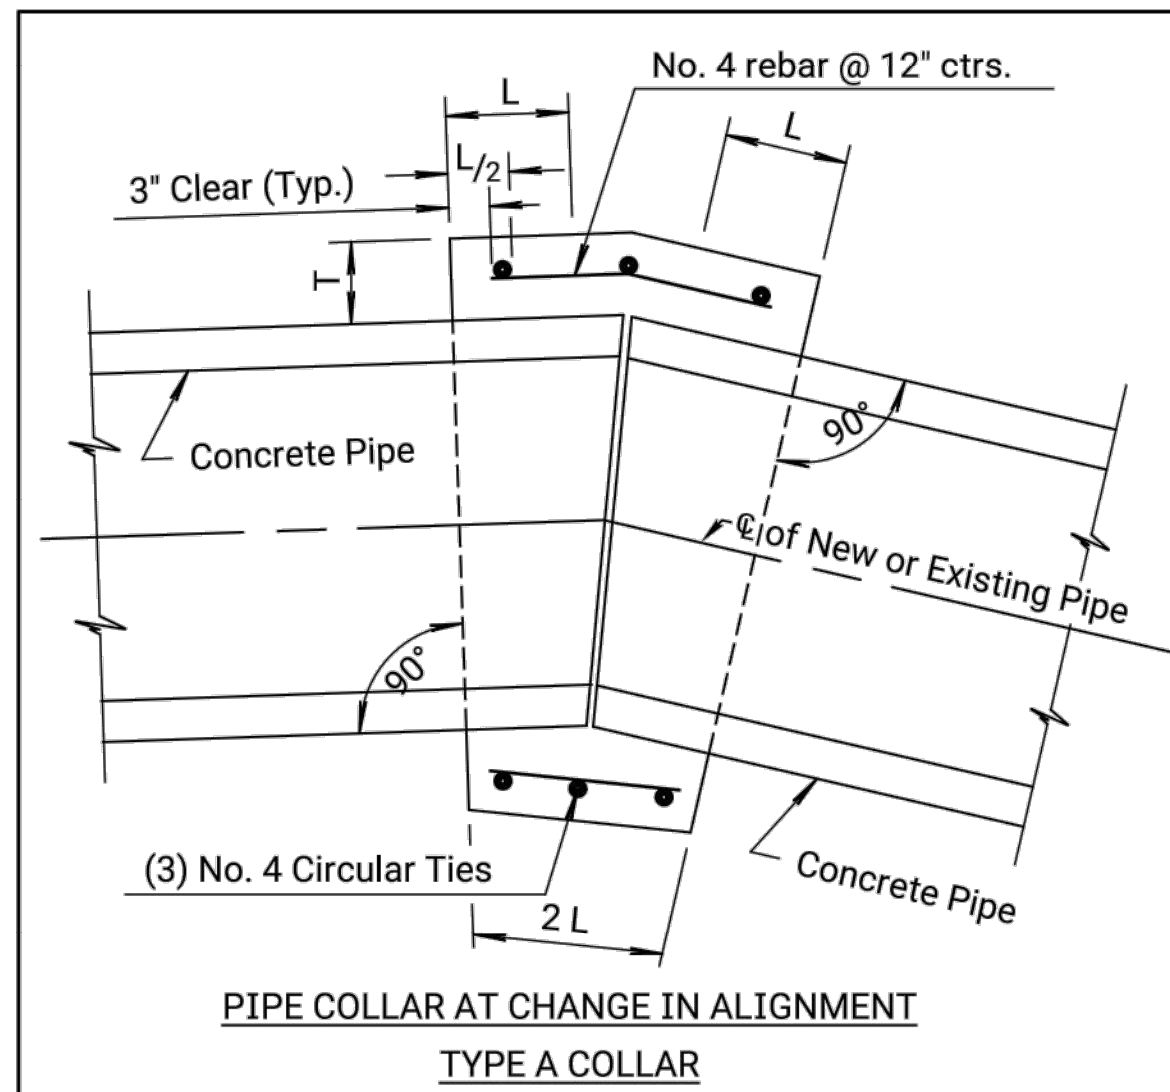 No. 4 rebar @ 12" ctrs.
L
L
L/2
3" Clear (Typ.)
T
90°
Concrete Pipe
℄ of New or Existing Pipe
90°
(3) No. 4 Circular Ties
Concrete Pipe
2 L
PIPE COLLAR AT CHANGE IN ALIGNMENT
TYPE A COLLAR